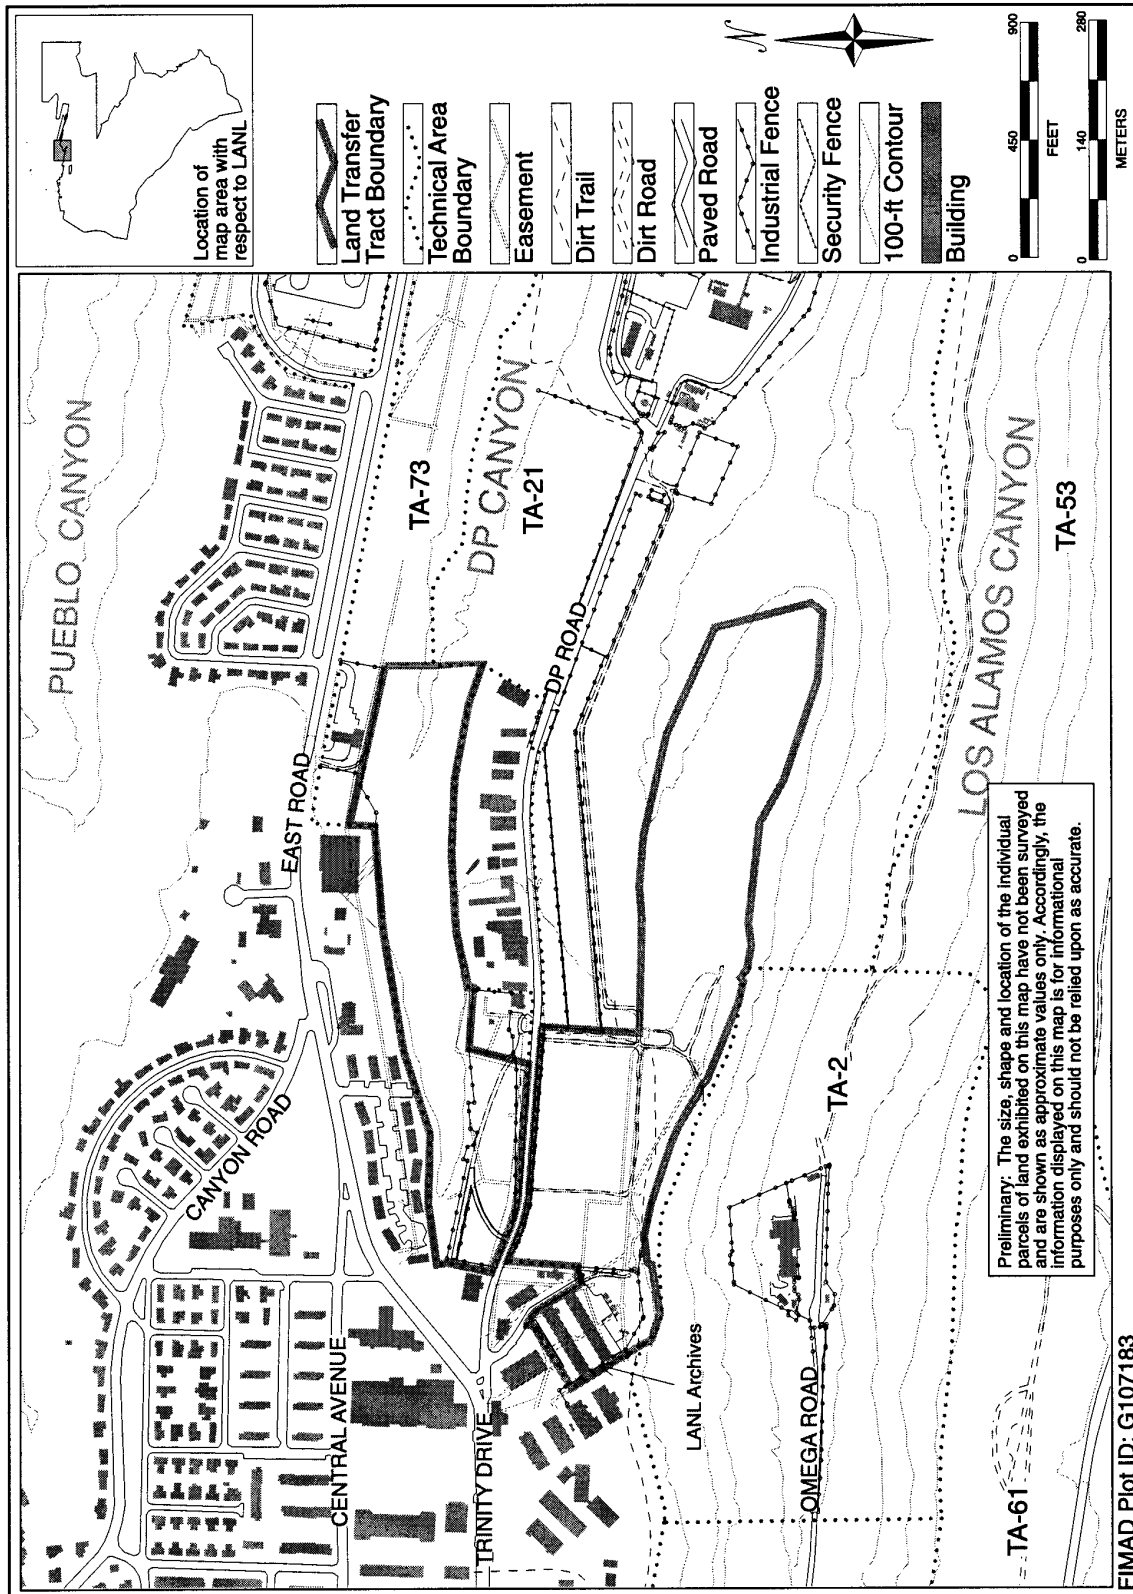 Location of
map area with
respect to LANL
Land Transfer
Tract Boundary
Technical Area
Boundary
Easement
Dirt Trail
Dirt Road
Paved Road
Industrial Fence
Security Fence
100-ft Contour
Building
N
0 450 900
FEET
0 140 280
METERS
PUEBLO CANYON
EAST ROAD
CANYON ROAD
CENTRAL AVENUE
TRINITY DRIVE
TA-73
DP CANYON
TA-21
DP ROAD
LANL Archives
OMEGA ROAD
TA-2
LOS ALAMOS CANYON
TA-53
TA-61
Preliminary: The size, shape and location of the individual
parcels of land exhibited on this map have not been surveyed
and are shown as approximate values only. Accordingly, the
information displayed on this map is for informational
purposes only and should not be relied upon as accurate.
FIMAD Plot ID: G107183